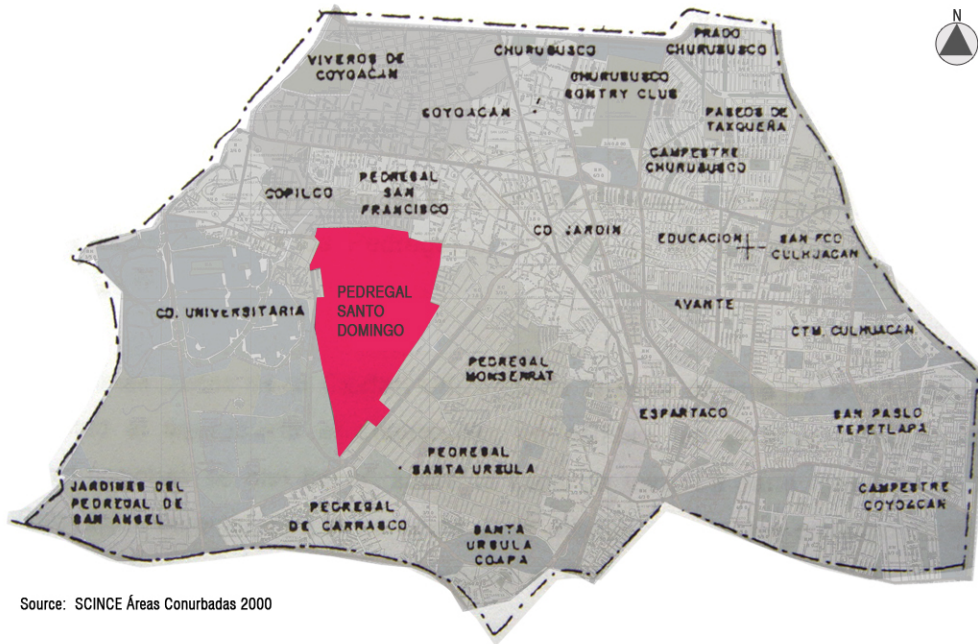 N
PRADO
CHURUBUSCO
CHURUBUSCO
VIVEROS DE
COYOACAN
CHURUBUSCO
CONTRY CLUB
COYOACAN
PASEOS DE
TAXQUEÑA
CAMPESTRE
CHURUBUSCO
PEDREGAL
SAN
FRANCISCO
COPILCO
CD JARDIN
EDUCACION
SAN FCO
CULHUACAN
PEDREGAL
SANTO
DOMINGO
CD. UNIVERSITARIA
AVANTE
CTM. CULHUACAN
PEDREGAL
MONSERRAT
ESPARTACO
SAN PABLO
TEPETLAPA
PEDREGAL
SANTA URSULA
JARDINES DEL
PEDREGAL DE
SAN ANGEL
PEDREGAL
DE CARRASCO
CAMPESTRE
COYOACAN
SANTA
URSULA
COAPA
Source: SCINCE Áreas Conurbadas 2000